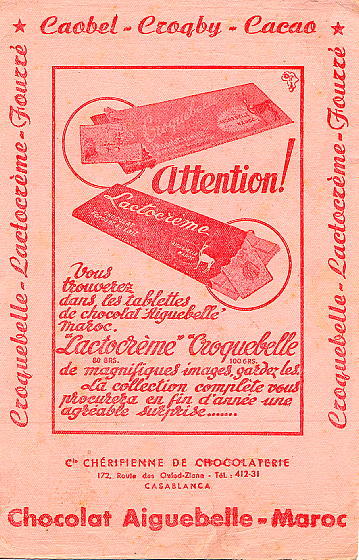 ★ Caobel - Croqby - Cacao ★
Croquebelle - Lactocrème - Fourré
Croquebelle
Attention!
Lactocrème
Vous
trouverez
dans les tablettes
de chocolat "Aiguebelle"
Maroc.
"Lactocrème" "Croquebelle
80 GRS. 100 GRS.
de magnifiques images, gardez les.
La collection complète vous
procurera en fin d'année une
agréable surprise.......
Cie CHÉRIFIENNE DE CHOCOLATERIE
172, Route des Ouled-Ziane - Tél. : 412-31
CASABLANCA
Chocolat Aiguebelle - Maroc
Croquebelle - Lactocrème - Fourré